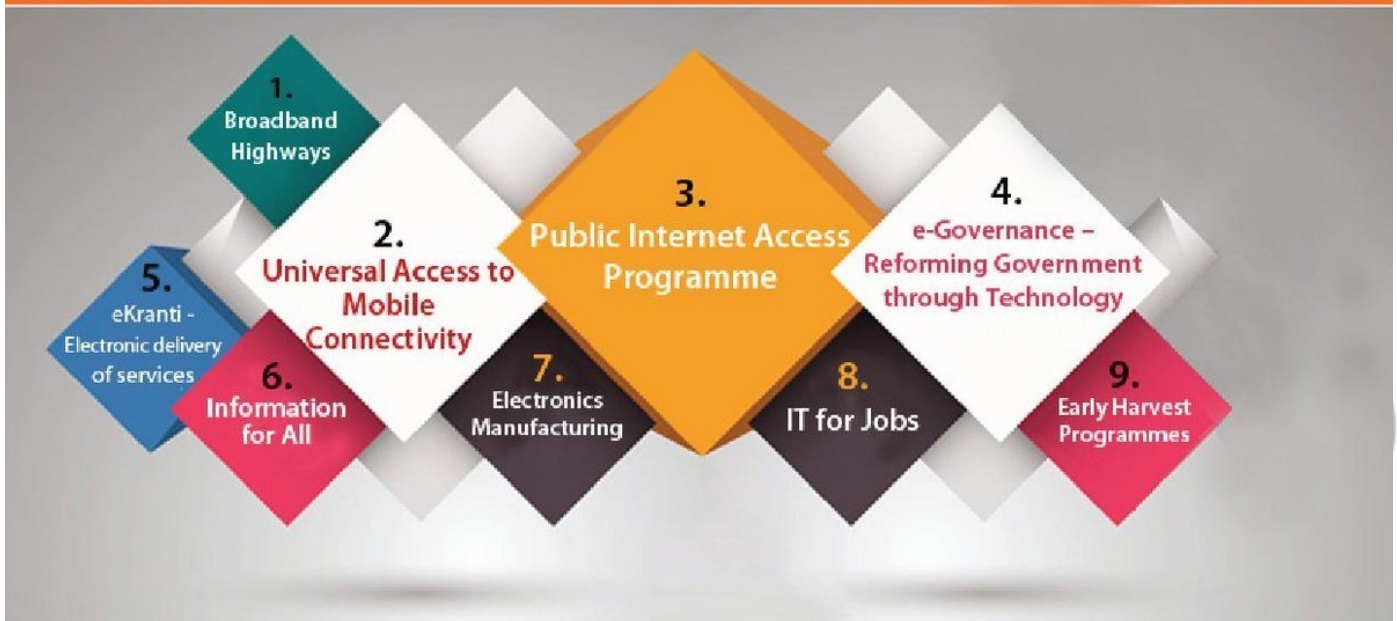 1.
Broadband
Highways
2.
Universal Access to
Mobile
Connectivity
3.
Public Internet Access
Programme
4.
e-Governance –
Reforming Government
through Technology
5.
eKranti -
Electronic delivery
of services
6.
Information
for All
7.
Electronics
Manufacturing
8.
IT for Jobs
9.
Early Harvest
Programmes